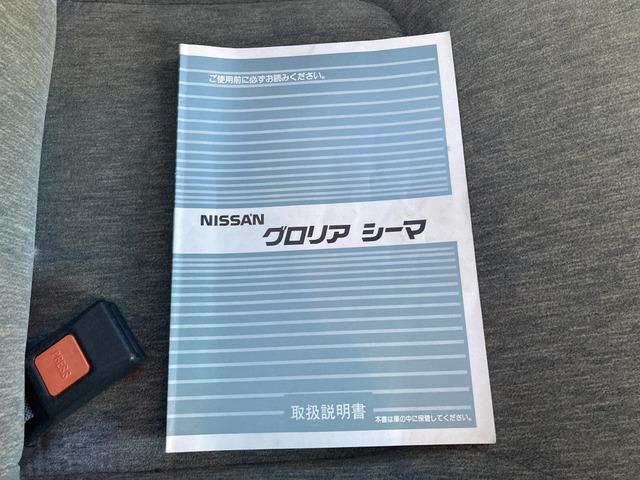 ご使用前に必ずお読みください。
NISSAN グロリア シーマ
取扱説明書
本書は車の中に保管してください。
PRESS